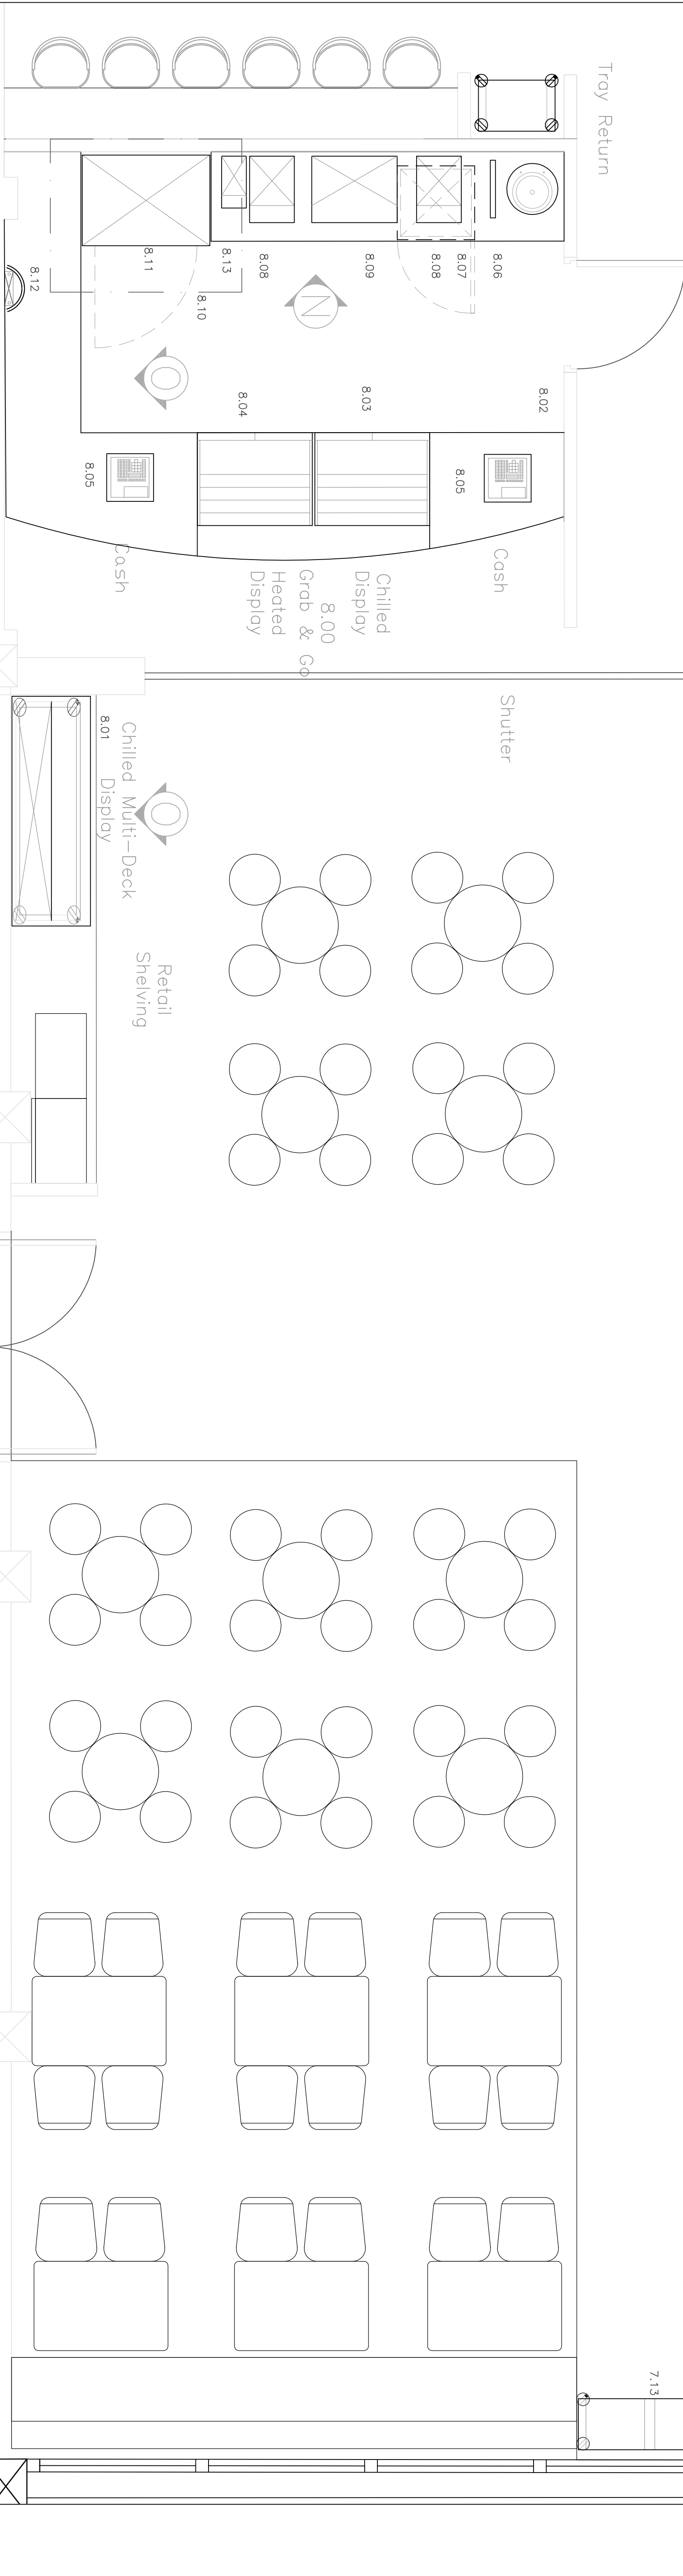 Tray Return
8.06
8.07
8.08
8.09
8.08
8.13
8.11
8.10
8.12
N
O
8.02
8.03
8.04
8.05
8.05
Cash
Chilled
Display
8.00
Grab & Go
Heated
Display
Cash
Shutter
8.01
Chilled Multi-Deck
Display
O
Retail
Shelving
7.13